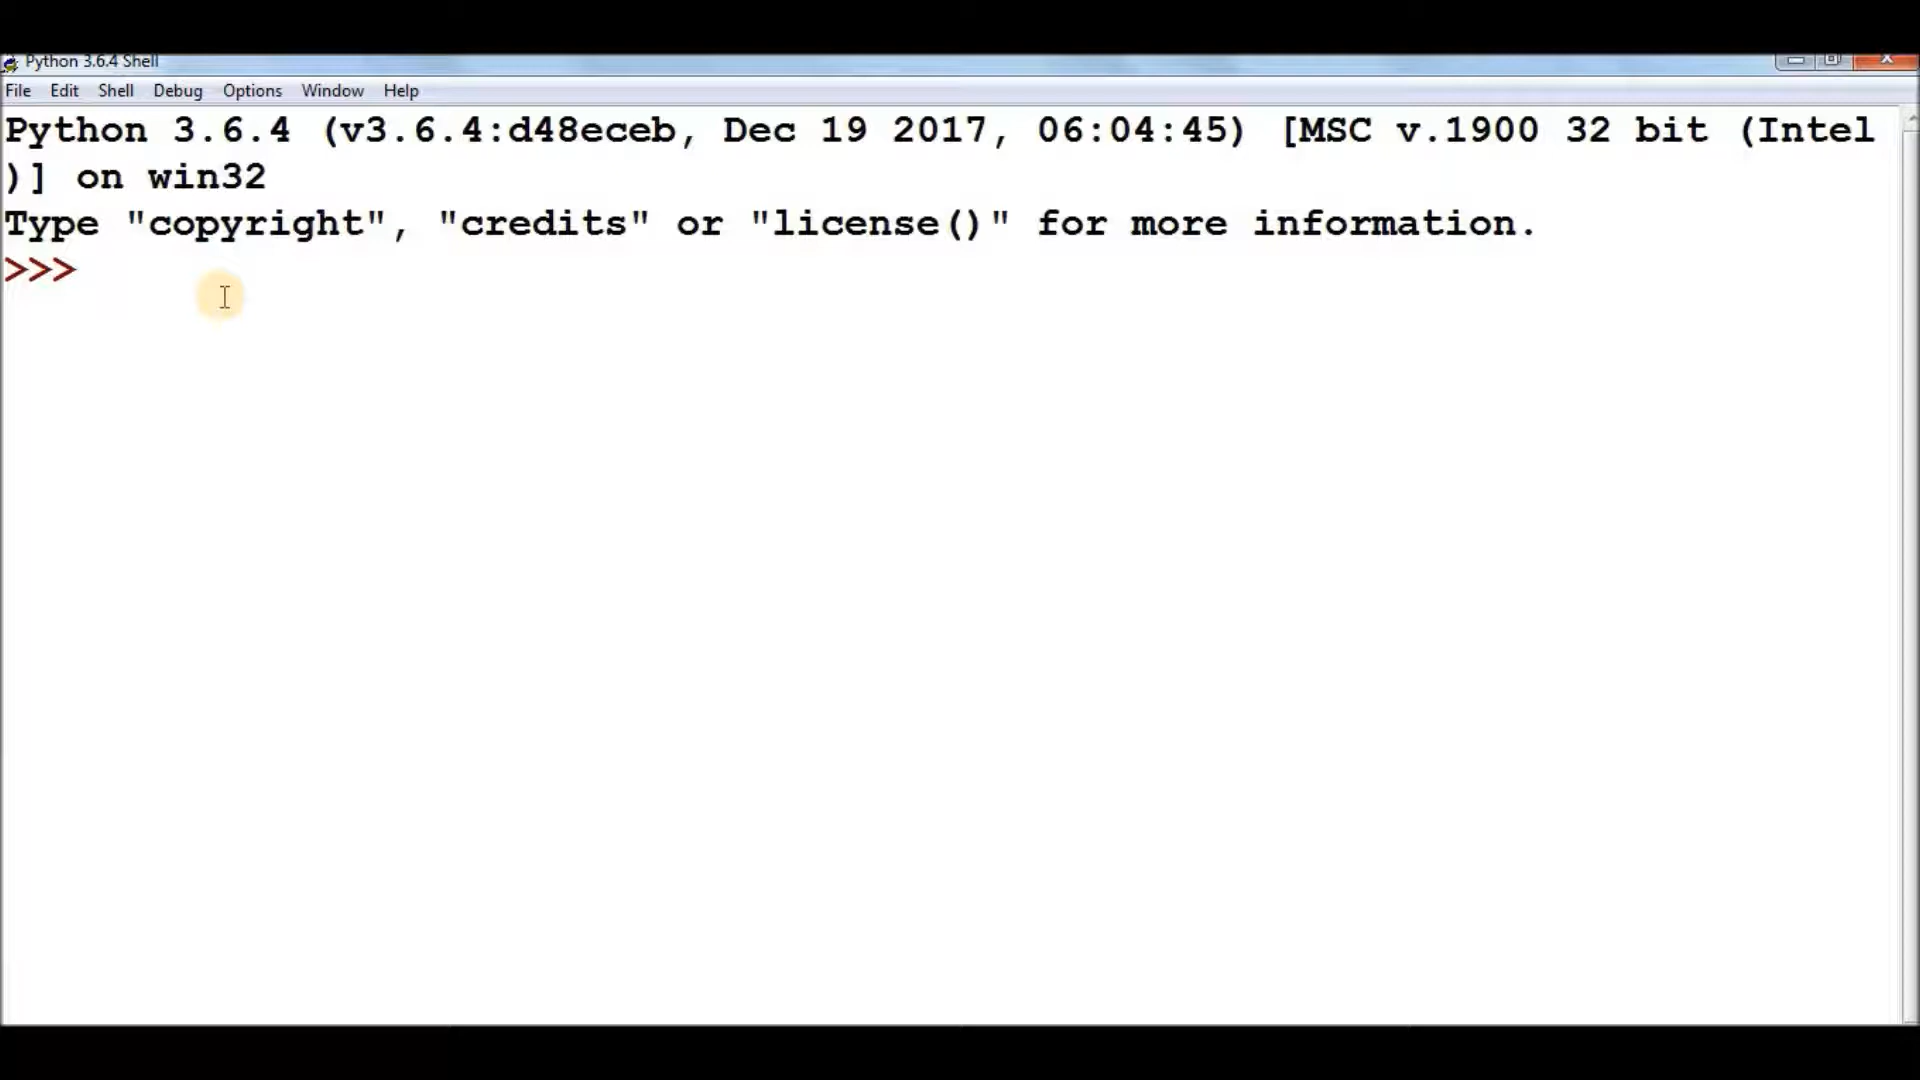 Python 3.6.4 Shell
File Edit Shell Debug Options Window Help
Python 3.6.4 (v3.6.4:d48eceb, Dec 19 2017, 06:04:45) [MSC v.1900 32 bit (Intel
)] on win32
Type "copyright", "credits" or "license()" for more information.
>>>